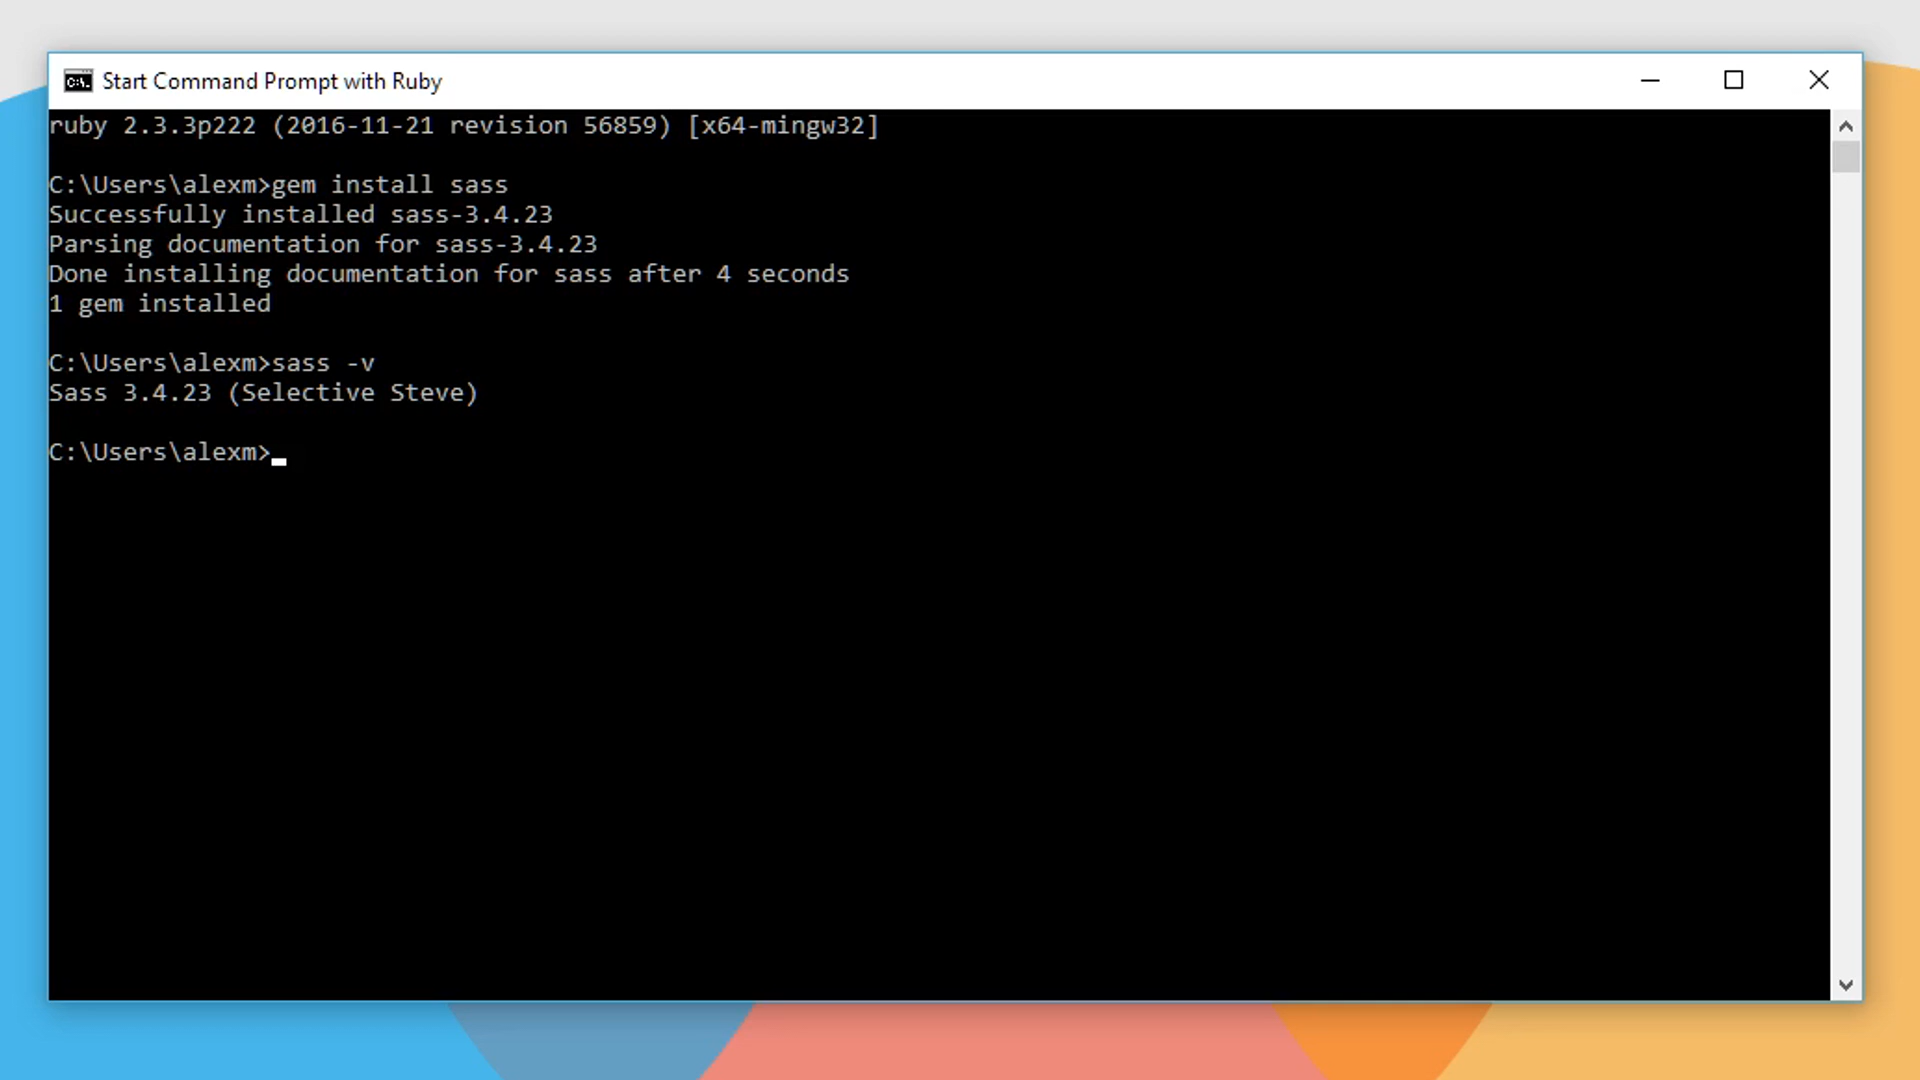 Start Command Prompt with Ruby
ruby 2.3.3p222 (2016-11-21 revision 56859) [x64-mingw32]
C:\Users\alexm>gem install sass
Successfully installed sass-3.4.23
Parsing documentation for sass-3.4.23
Done installing documentation for sass after 4 seconds
1 gem installed
C:\Users\alexm>sass -v
Sass 3.4.23 (Selective Steve)
C:\Users\alexm>